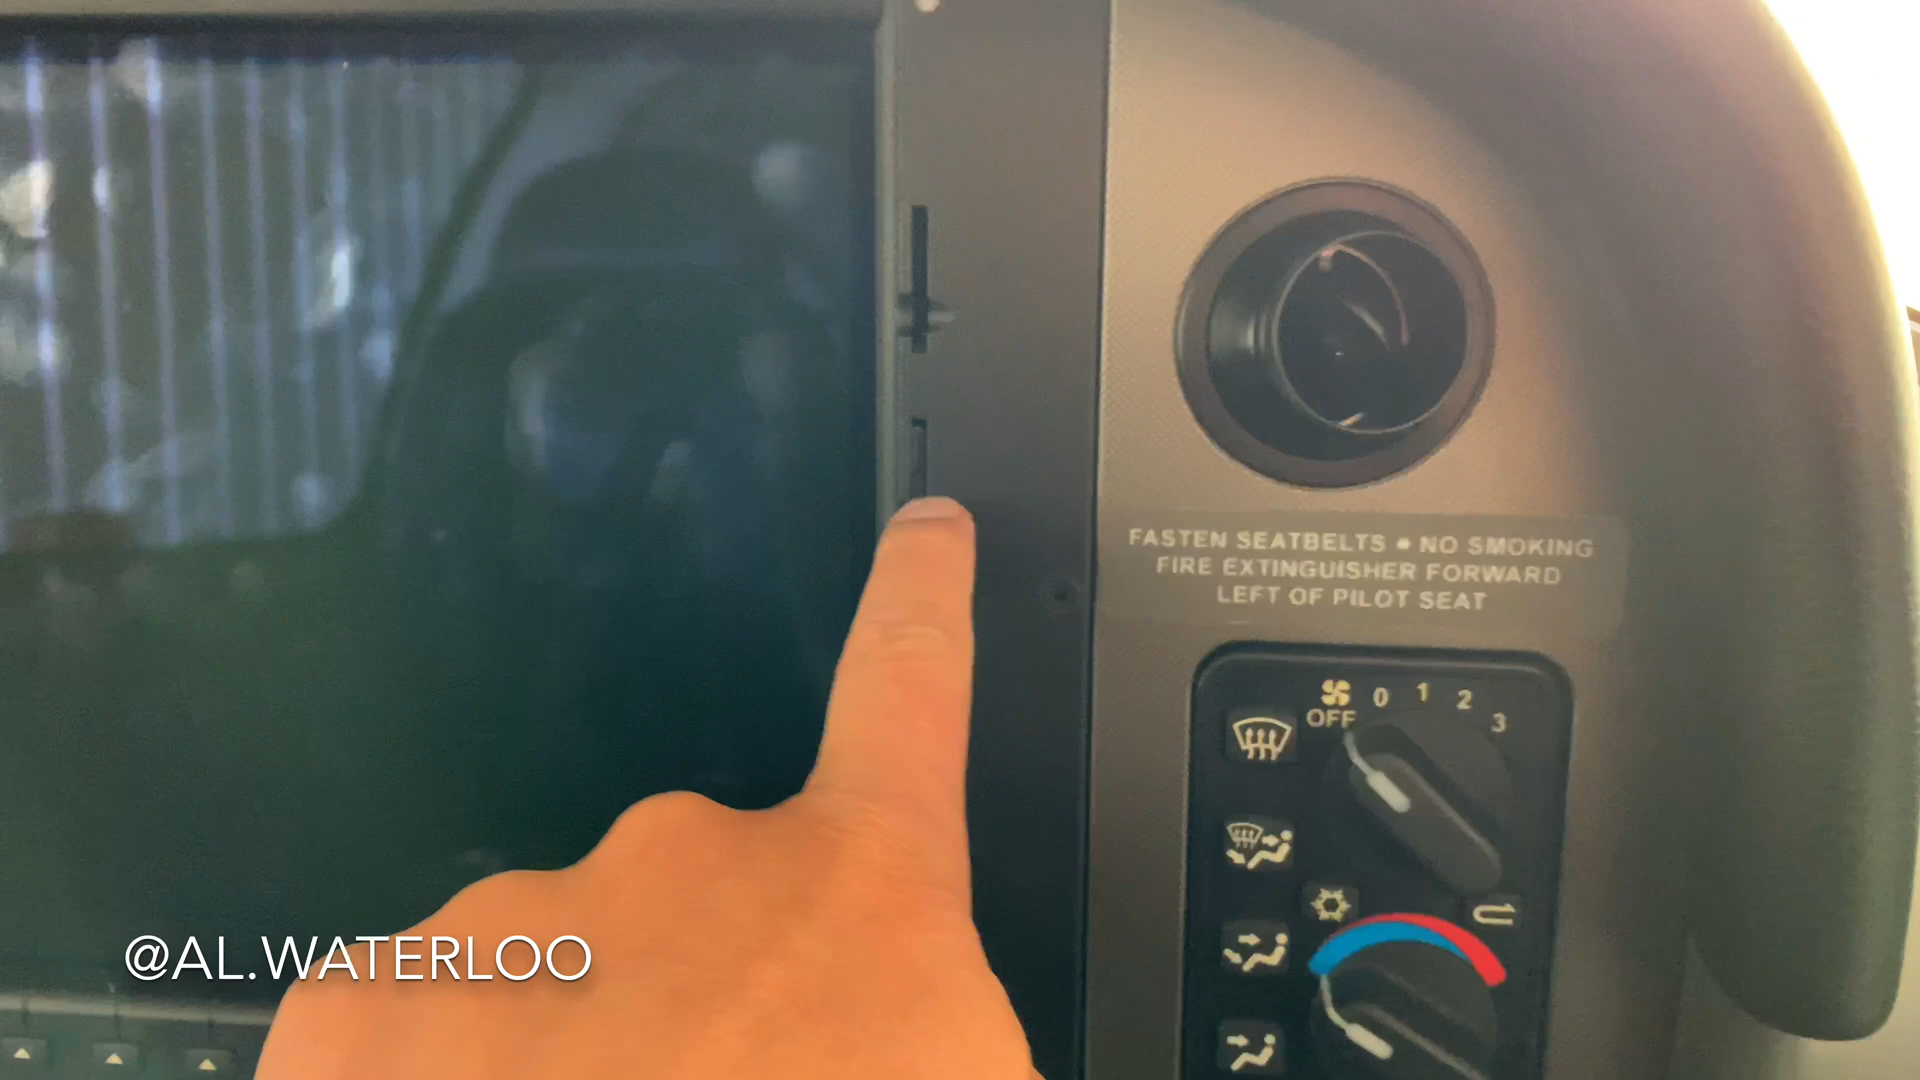 FASTEN SEATBELTS • NO SMOKING
FIRE EXTINGUISHER FORWARD
LEFT OF PILOT SEAT
OFF 0 1 2 3
@AL.WATERLOO